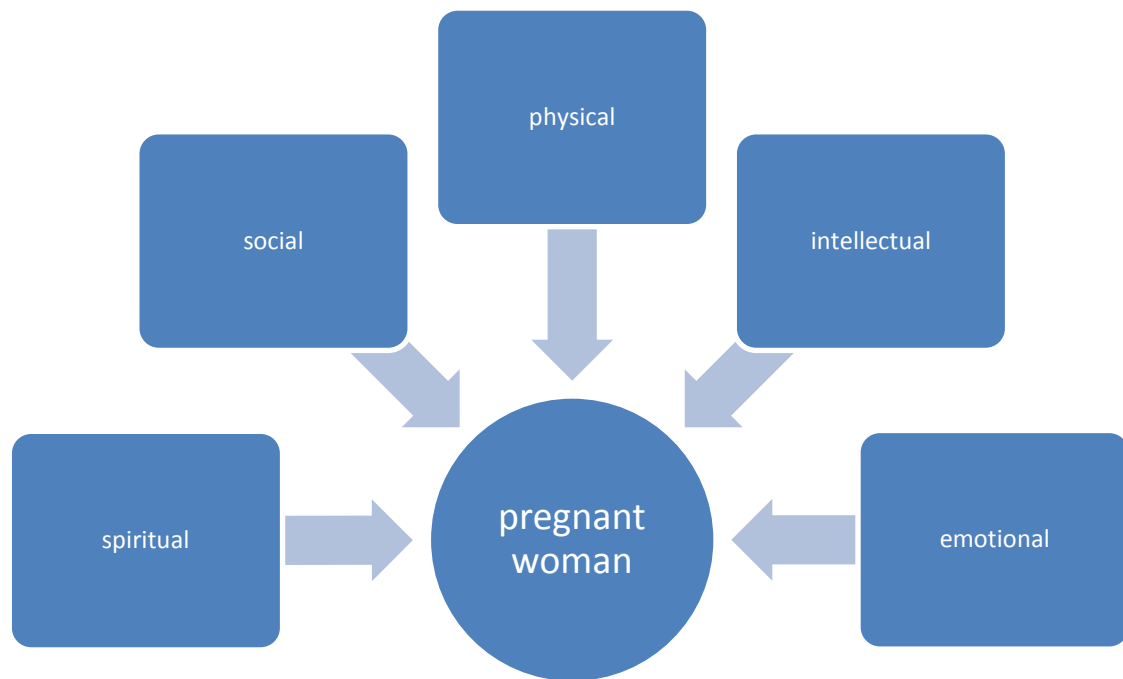 physical
social
intellectual
spiritual
pregnant
woman
emotional